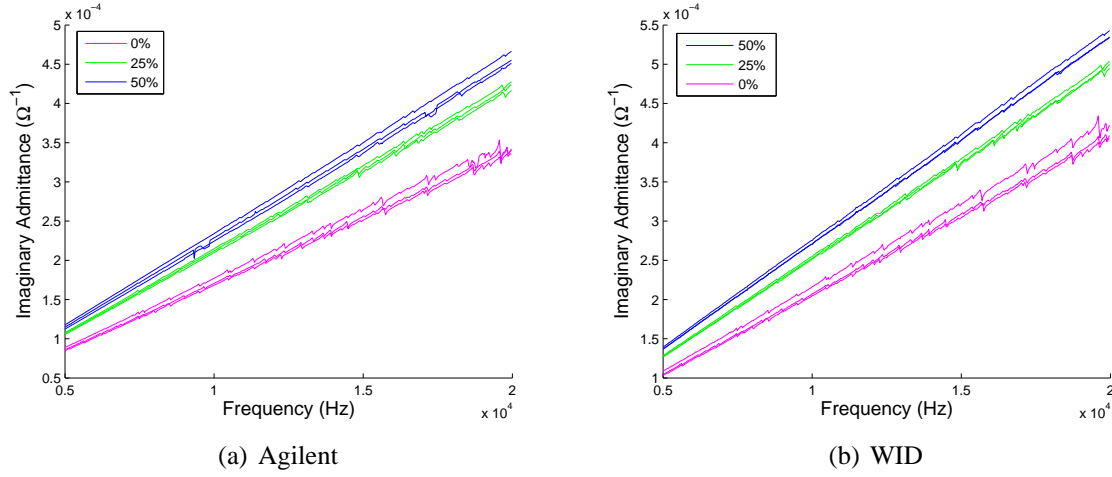 x 10⁻⁴
5
4.5
4
3.5
3
2.5
2
1.5
1
0.5
Imaginary Admittance (Ω⁻¹)
0%
25%
50%
0.5 1 1.5 2
x 10⁴
Frequency (Hz)
(a) Agilent
x 10⁻⁴
5.5
5
4.5
4
3.5
3
2.5
2
1.5
1
Imaginary Admittance (Ω⁻¹)
50%
25%
0%
0.5 1 1.5 2
x 10⁴
Frequency (Hz)
(b) WID